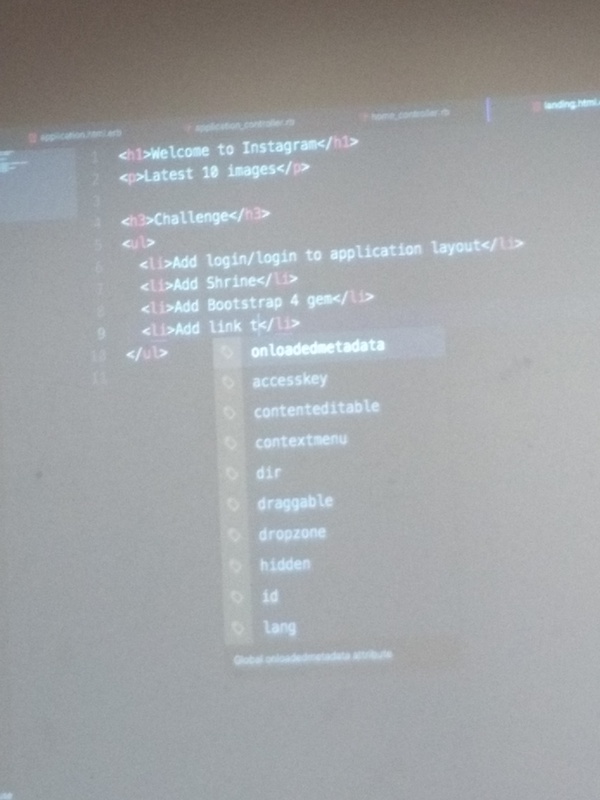 application.html.erb application_controller.rb home_controller.rb landing.html.
1 <h1>Welcome to Instagram</h1>
2 <p>Latest 10 images</p>
3
4 <h3>Challenge</h3>
5 <ul>
6 <li>Add login/login to application layout</li>
7 <li>Add Shrine</li>
8 <li>Add Bootstrap 4 gem</li>
9 <li>Add link t</li>
10 </ul>
11
onloadedmetadata
accesskey
contenteditable
contextmenu
dir
draggable
dropzone
hidden
id
lang
Global onloadedmetadata attribute